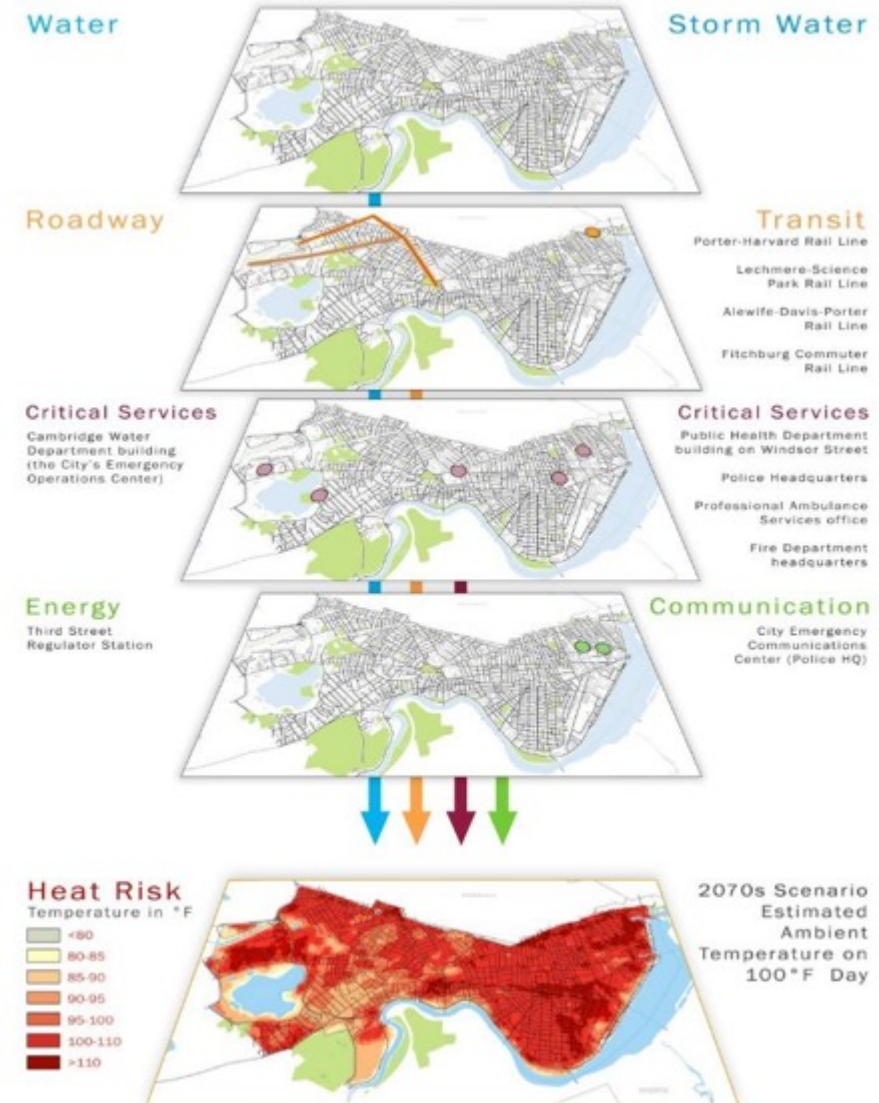 Water
Storm Water
Roadway
Transit
Porter-Harvard Rail Line
Lechmere-Science
Park Rail Line
Alewife-Davis-Porter
Rail Line
Fitchburg Commuter
Rail Line
Critical Services
Cambridge Water
Department building
(the City's Emergency
Operations Center)
Critical Services
Public Health Department
building on Windsor Street
Police Headquarters
Professional Ambulance
Services office
Fire Department
headquarters
Energy
Third Street
Regulator Station
Communication
City Emergency
Communications
Center (Police HQ)
Heat Risk
Temperature in °F
<80
80-85
85-90
90-95
95-100
100-110
>110
2070s Scenario
Estimated
Ambient
Temperature on
100°F Day